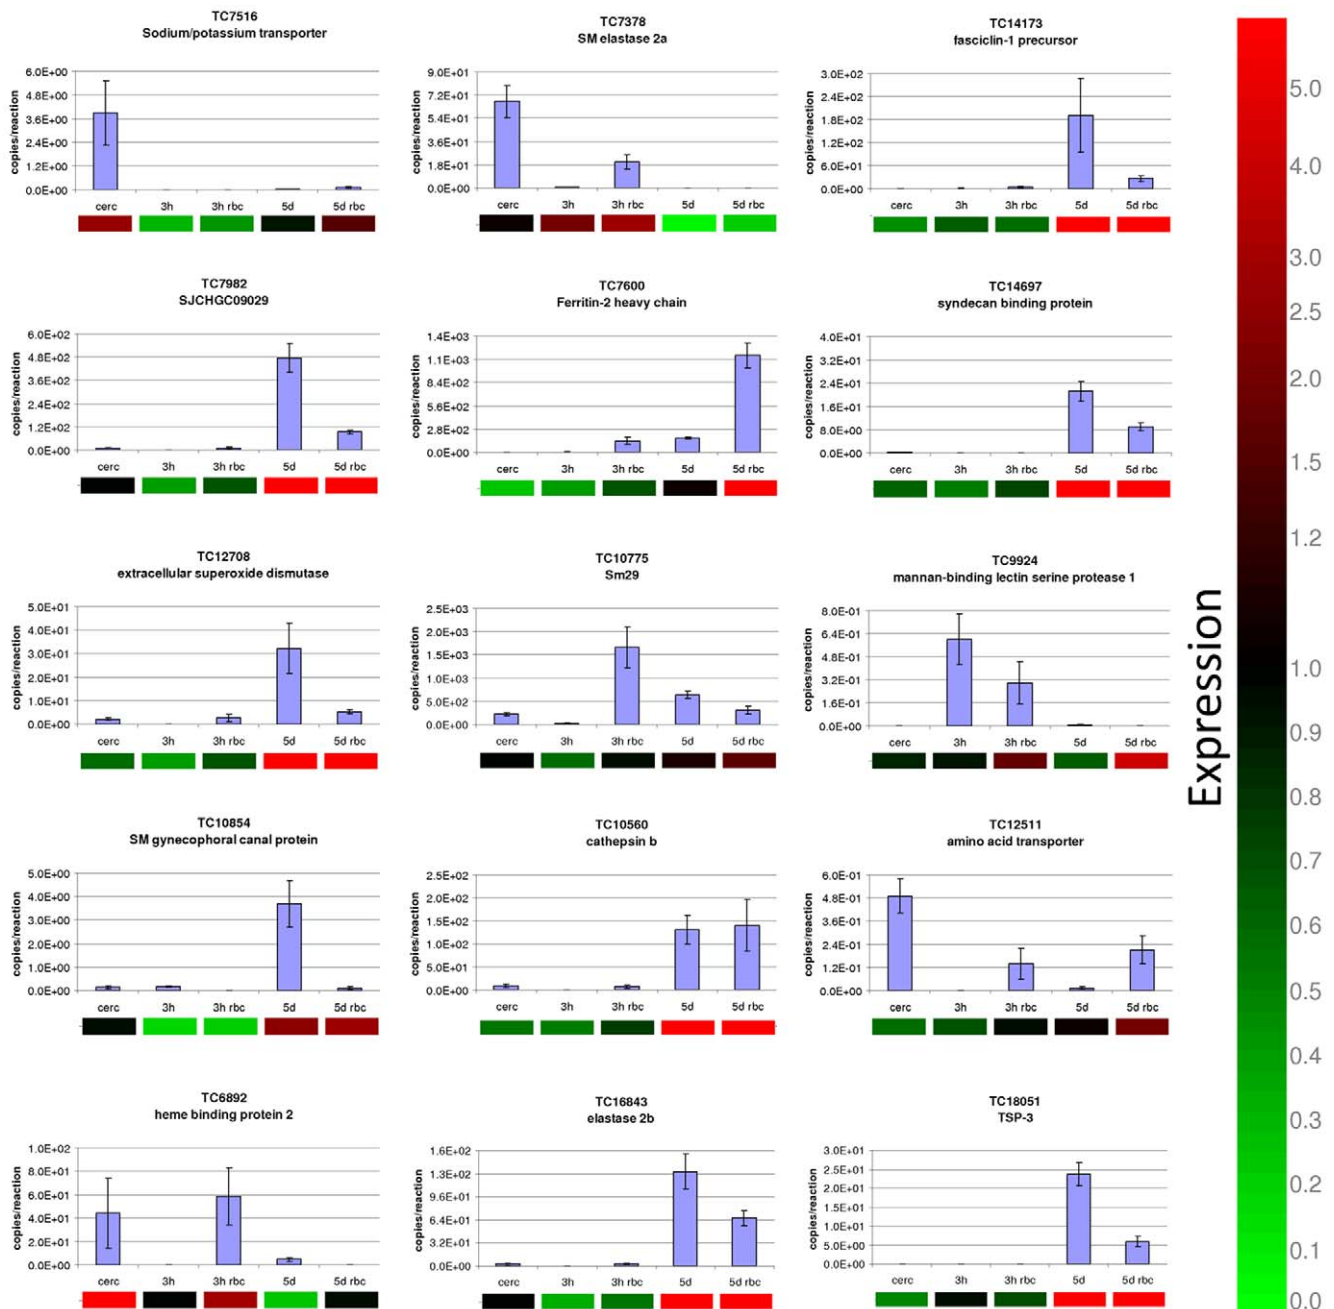 TC7516
Sodium/potassium transporter
copies/reaction
6.0E+00
4.8E+00
3.6E+00
2.4E+00
1.2E+00
0.0E+00
cerc 3h 3h rbc 5d 5d rbc
TC7378
SM elastase 2a
copies/reaction
9.0E+01
7.2E+01
5.4E+01
3.6E+01
1.8E+01
0.0E+00
cerc 3h 3h rbc 5d 5d rbc
TC14173
fasciclin-1 precursor
copies/reaction
3.0E+02
2.4E+02
1.8E+02
1.2E+02
6.0E+01
0.0E+00
cerc 3h 3h rbc 5d 5d rbc
TC7982
SJCHGC09029
copies/reaction
6.0E+02
4.8E+02
3.6E+02
2.4E+02
1.2E+02
0.0E+00
cerc 3h 3h rbc 5d 5d rbc
TC7600
Ferritin-2 heavy chain
copies/reaction
1.4E+03
1.1E+03
8.4E+02
5.6E+02
2.8E+02
0.0E+00
cerc 3h 3h rbc 5d 5d rbc
TC14697
syndecan binding protein
copies/reaction
4.0E+01
3.2E+01
2.4E+01
1.6E+01
8.0E+00
0.0E+00
cerc 3h 3h rbc 5d 5d rbc
TC12708
extracellular superoxide dismutase
copies/reaction
5.0E+01
4.0E+01
3.0E+01
2.0E+01
1.0E+01
0.0E+00
cerc 3h 3h rbc 5d 5d rbc
TC10775
Sm29
copies/reaction
2.5E+03
2.0E+03
1.5E+03
1.0E+03
5.0E+02
0.0E+00
cerc 3h 3h rbc 5d 5d rbc
TC9924
mannan-binding lectin serine protease 1
copies/reaction
8.0E-01
6.4E-01
4.8E-01
3.2E-01
1.6E-01
0.0E+00
cerc 3h 3h rbc 5d 5d rbc
TC10854
SM gynecophoral canal protein
copies/reaction
5.0E+00
4.0E+00
3.0E+00
2.0E+00
1.0E+00
0.0E+00
cerc 3h 3h rbc 5d 5d rbc
TC10560
cathepsin b
copies/reaction
2.5E+02
2.0E+02
1.5E+02
1.0E+02
5.0E+01
0.0E+00
cerc 3h 3h rbc 5d 5d rbc
TC12511
amino acid transporter
copies/reaction
6.0E-01
4.8E-01
3.6E-01
2.4E-01
1.2E-01
0.0E+00
cerc 3h 3h rbc 5d 5d rbc
TC6892
heme binding protein 2
copies/reaction
1.0E+02
8.0E+01
6.0E+01
4.0E+01
2.0E+01
0.0E+00
cerc 3h 3h rbc 5d 5d rbc
TC16843
elastase 2b
copies/reaction
1.6E+02
1.3E+02
9.6E+01
6.4E+01
3.2E+01
0.0E+00
cerc 3h 3h rbc 5d 5d rbc
TC18051
TSP-3
copies/reaction
3.0E+01
2.5E+01
2.0E+01
1.5E+01
1.0E+01
5.0E+00
0.0E+00
cerc 3h 3h rbc 5d 5d rbc
Expression
5.0
4.0
3.0
2.5
2.0
1.5
1.2
1.0
0.9
0.8
0.7
0.6
0.5
0.4
0.3
0.2
0.1
0.0